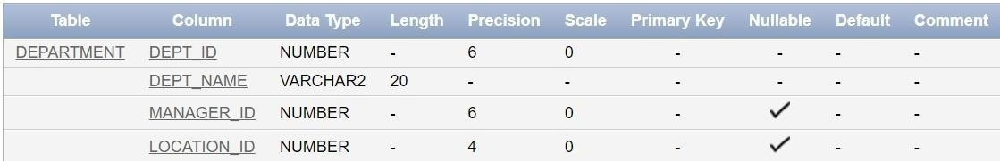 Table Column Data Type Length Precision Scale Primary Key Nullable Default Comment
DEPARTMENT DEPT_ID NUMBER - 6 0 - - - -
DEPT_NAME VARCHAR2 20 - - - - - -
MANAGER_ID NUMBER - 6 0 - ✓ - -
LOCATION_ID NUMBER - 4 0 - ✓ - -